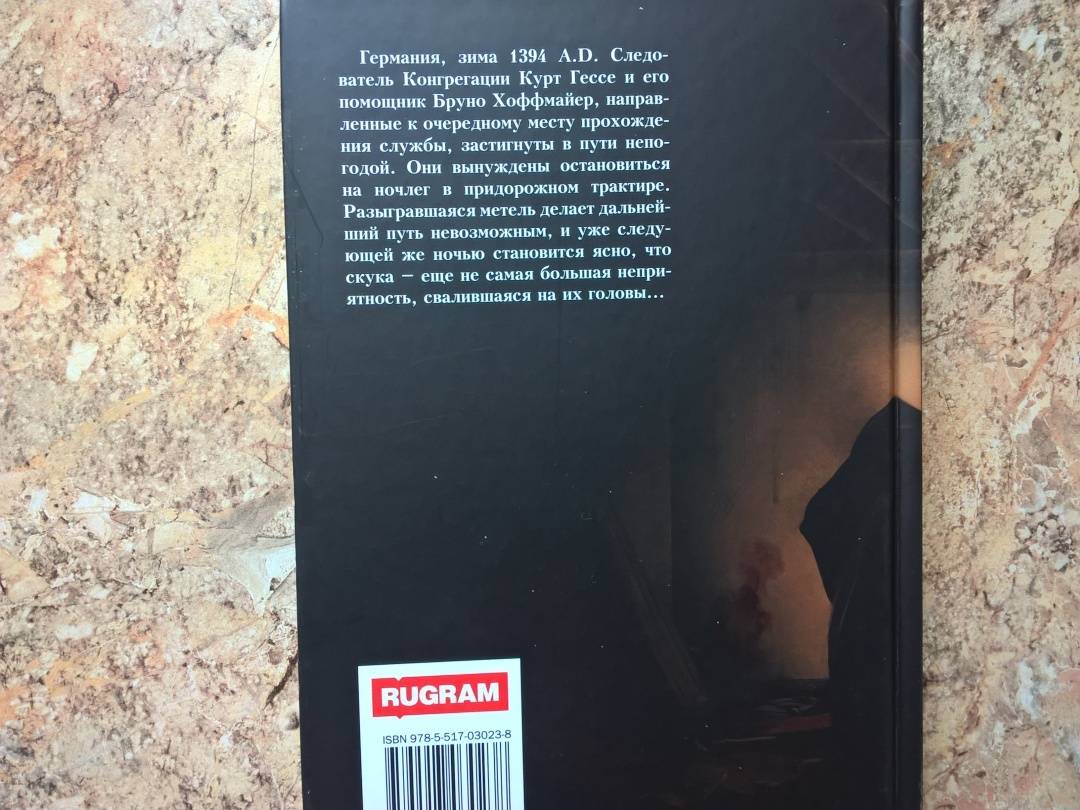 Германия, зима 1394 A.D. Следо-
ватель Конгрегации Курт Гессе и его
помощник Бруно Хоффмайер, направ-
ленные к очередному месту прохожде-
ния службы, застигнуты в пути непо-
годой. Они вынуждены остановиться
на ночлег в придорожном трактире.
Разыгравшаяся метель делает дальней-
ший путь невозможным, и уже следу-
ющей же ночью становится ясно, что
скука – еще не самая большая непри-
ятность, свалившаяся на их головы...
RUGRAM
ISBN 978-5-517-03023-8